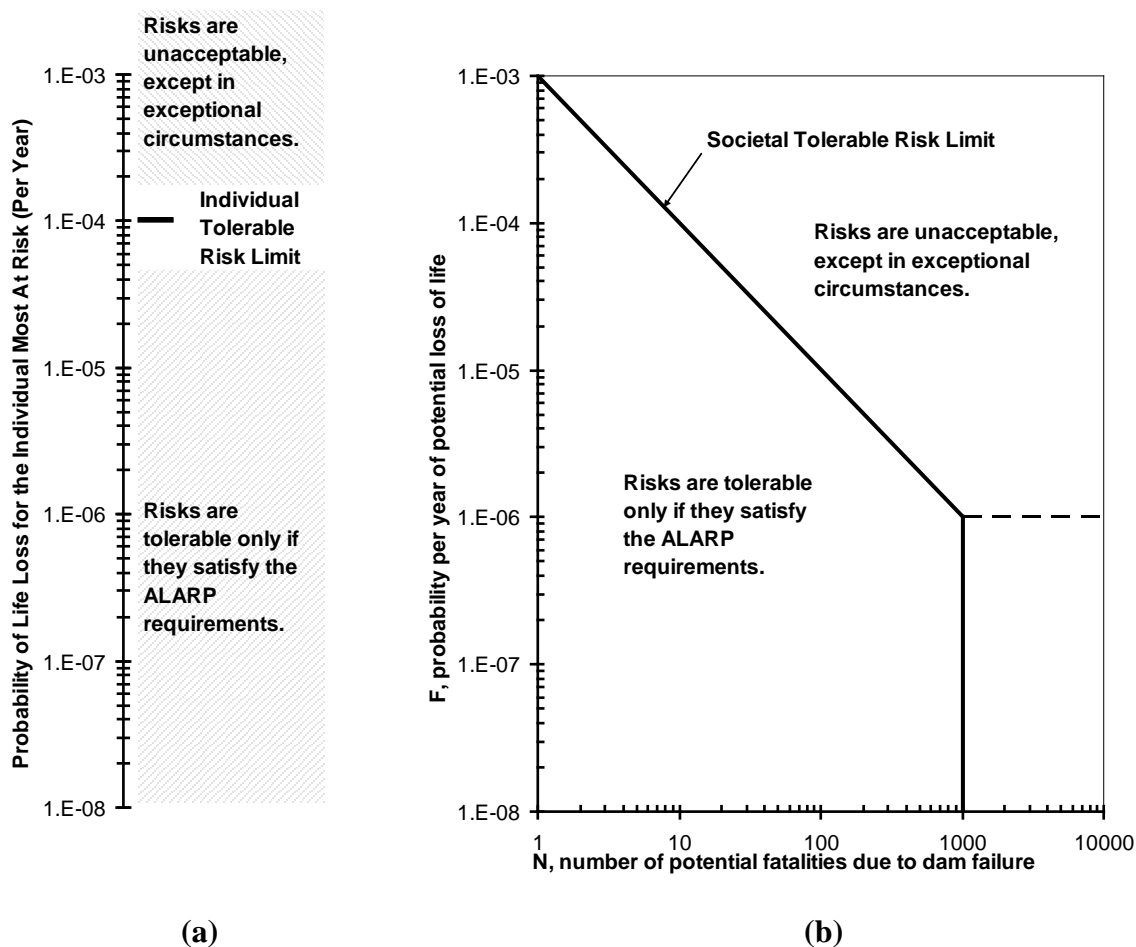 Probability of Life Loss for the Individual Most At Risk (Per Year)
1.E-03
1.E-04
1.E-05
1.E-06
1.E-07
1.E-08
Risks are
unacceptable,
except in
exceptional
circumstances.
Individual
Tolerable
Risk Limit
Risks are
tolerable only if
they satisfy the
ALARP
requirements.
(a)
F, probability per year of potential loss of life
1.E-03
1.E-04
1.E-05
1.E-06
1.E-07
1.E-08
Societal Tolerable Risk Limit
Risks are unacceptable,
except in exceptional
circumstances.
Risks are tolerable
only if they satisfy
the ALARP
requirements.
1 10 100 1000 10000
N, number of potential fatalities due to dam failure
(b)